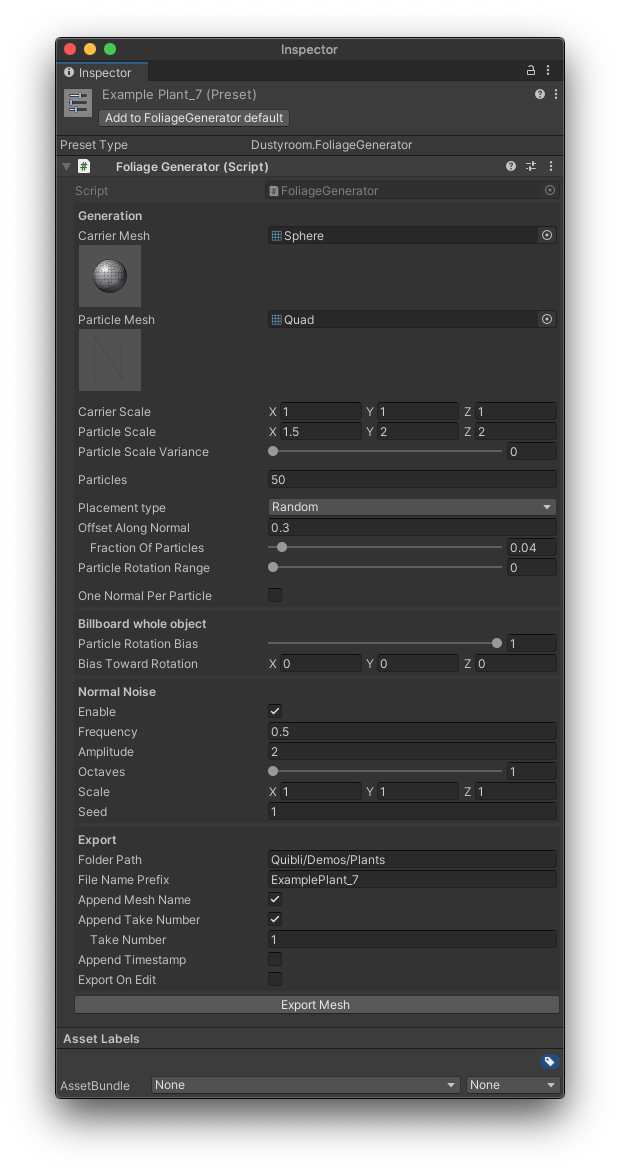 Inspector
Inspector
Example Plant_7 (Preset)
Add to FoliageGenerator default
Preset Type Dustyroom.FoliageGenerator
# Foliage Generator (Script)
Script # FoliageGenerator
Generation
Carrier Mesh Sphere
Particle Mesh Quad
Carrier Scale X 1 Y 1 Z 1
Particle Scale X 1.5 Y 2 Z 2
Particle Scale Variance 0
Particles 50
Placement type Random
Offset Along Normal 0.3
Fraction Of Particles 0.04
Particle Rotation Range 0
One Normal Per Particle
Billboard whole object
Particle Rotation Bias 1
Bias Toward Rotation X 0 Y 0 Z 0
Normal Noise
Enable
Frequency 0.5
Amplitude 2
Octaves 1
Scale X 1 Y 1 Z 1
Seed 1
Export
Folder Path Quibli/Demos/Plants
File Name Prefix ExamplePlant_7
Append Mesh Name
Append Take Number
Take Number 1
Append Timestamp
Export On Edit
Export Mesh
Asset Labels
AssetBundle None None